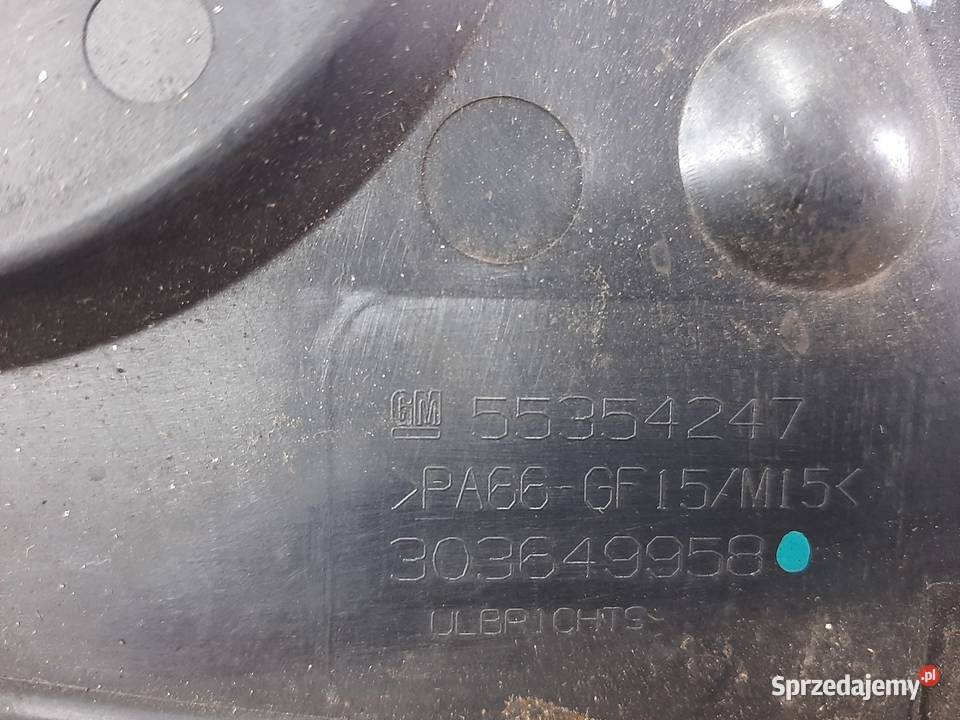 GM 55354247
>PA66-GF15/M15<
303649958
ULBRICHTS
Sprzedajemy.pl